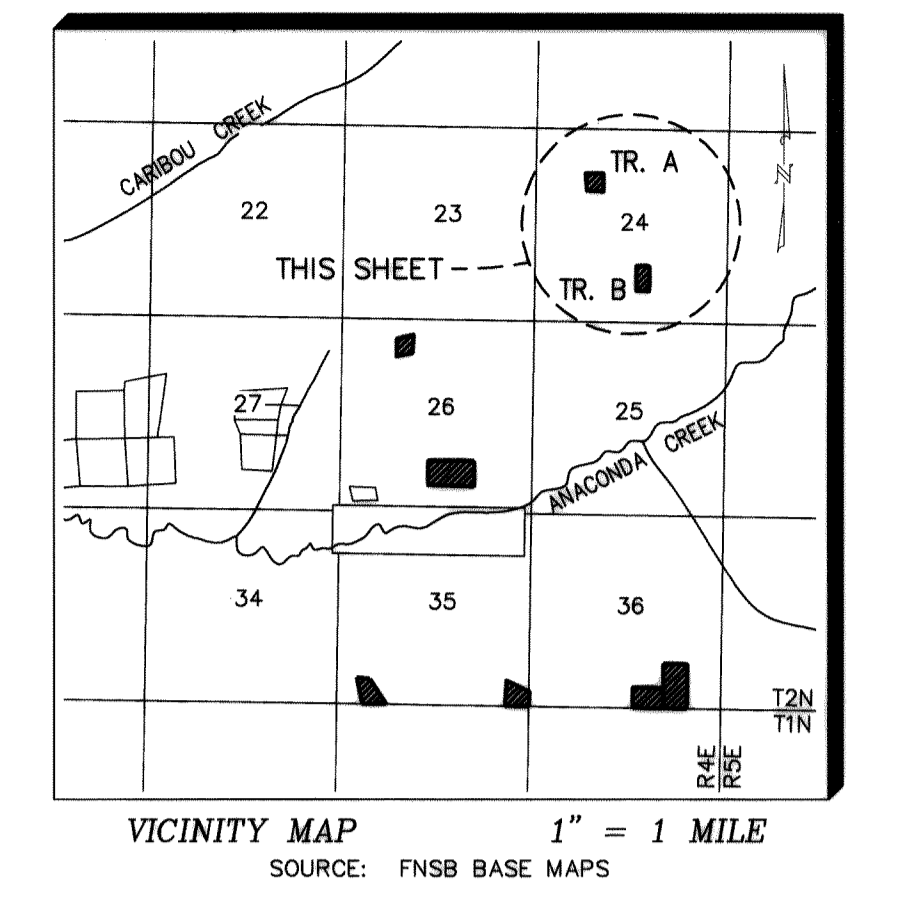 CARIBOU CREEK
TR. A
N
22
23
24
THIS SHEET
TR. B
27
26
25
ANACONDA CREEK
34
35
36
T2N
T1N
R4E
R5E
VICINITY MAP 1" = 1 MILE
SOURCE: FNSB BASE MAPS